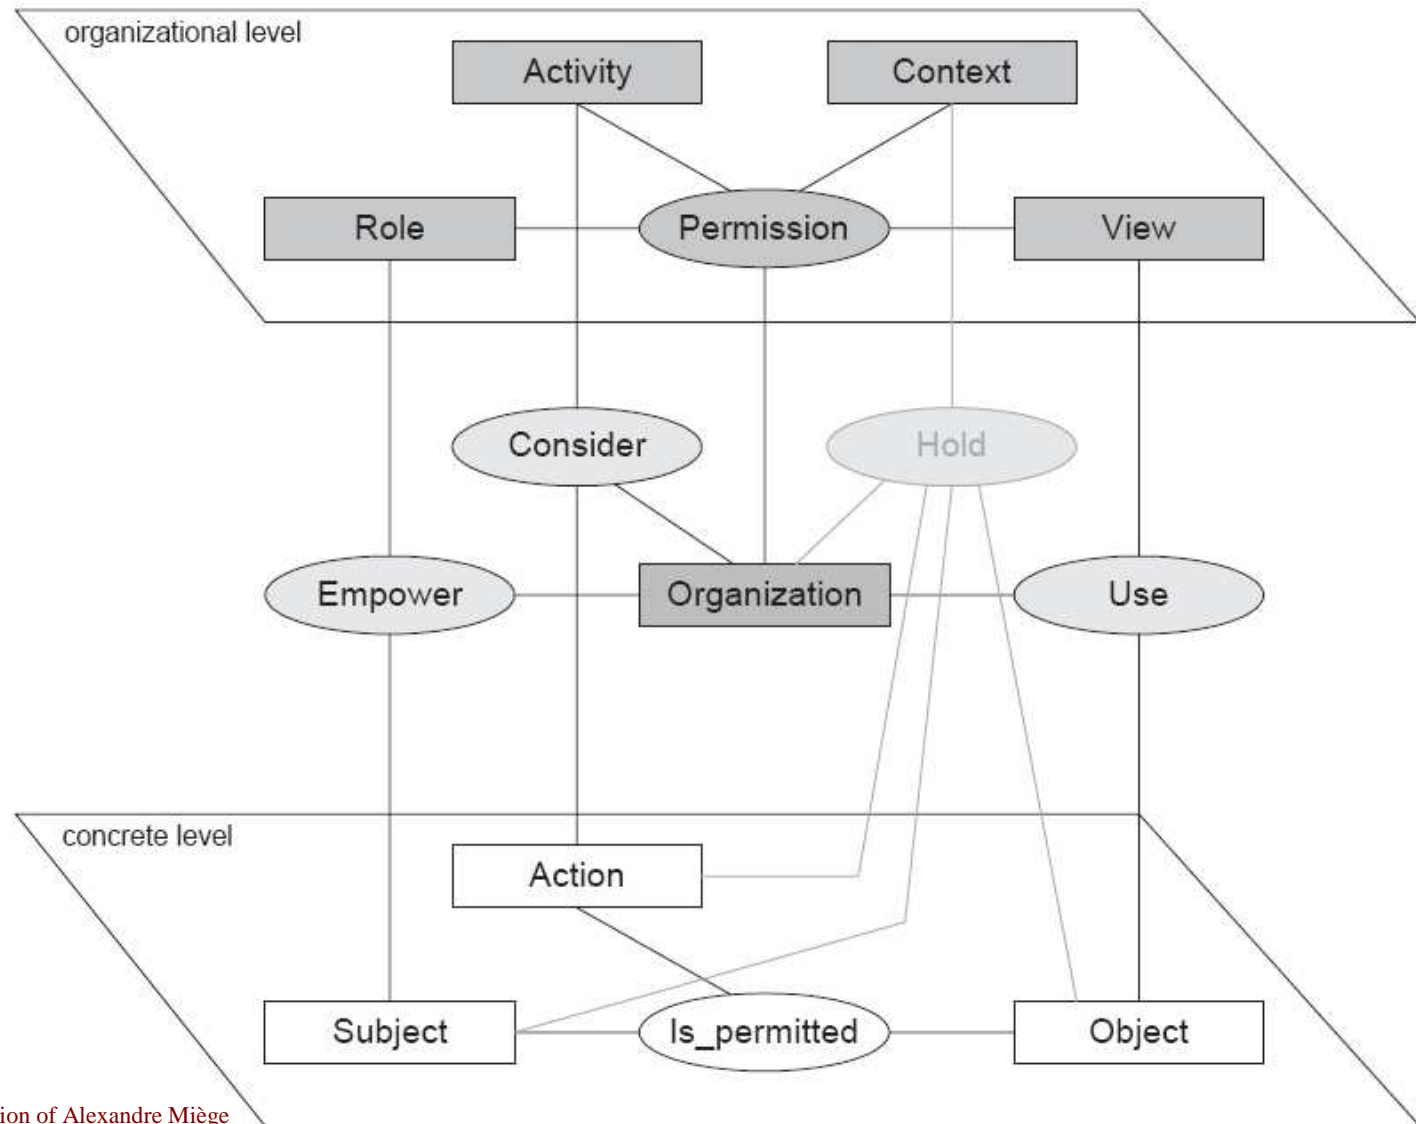 organizational level
Activity
Context
Role
Permission
View
Consider
Hold
Empower
Organization
Use
concrete level
Action
Subject
Is_permitted
Object
of Alexandre Miège